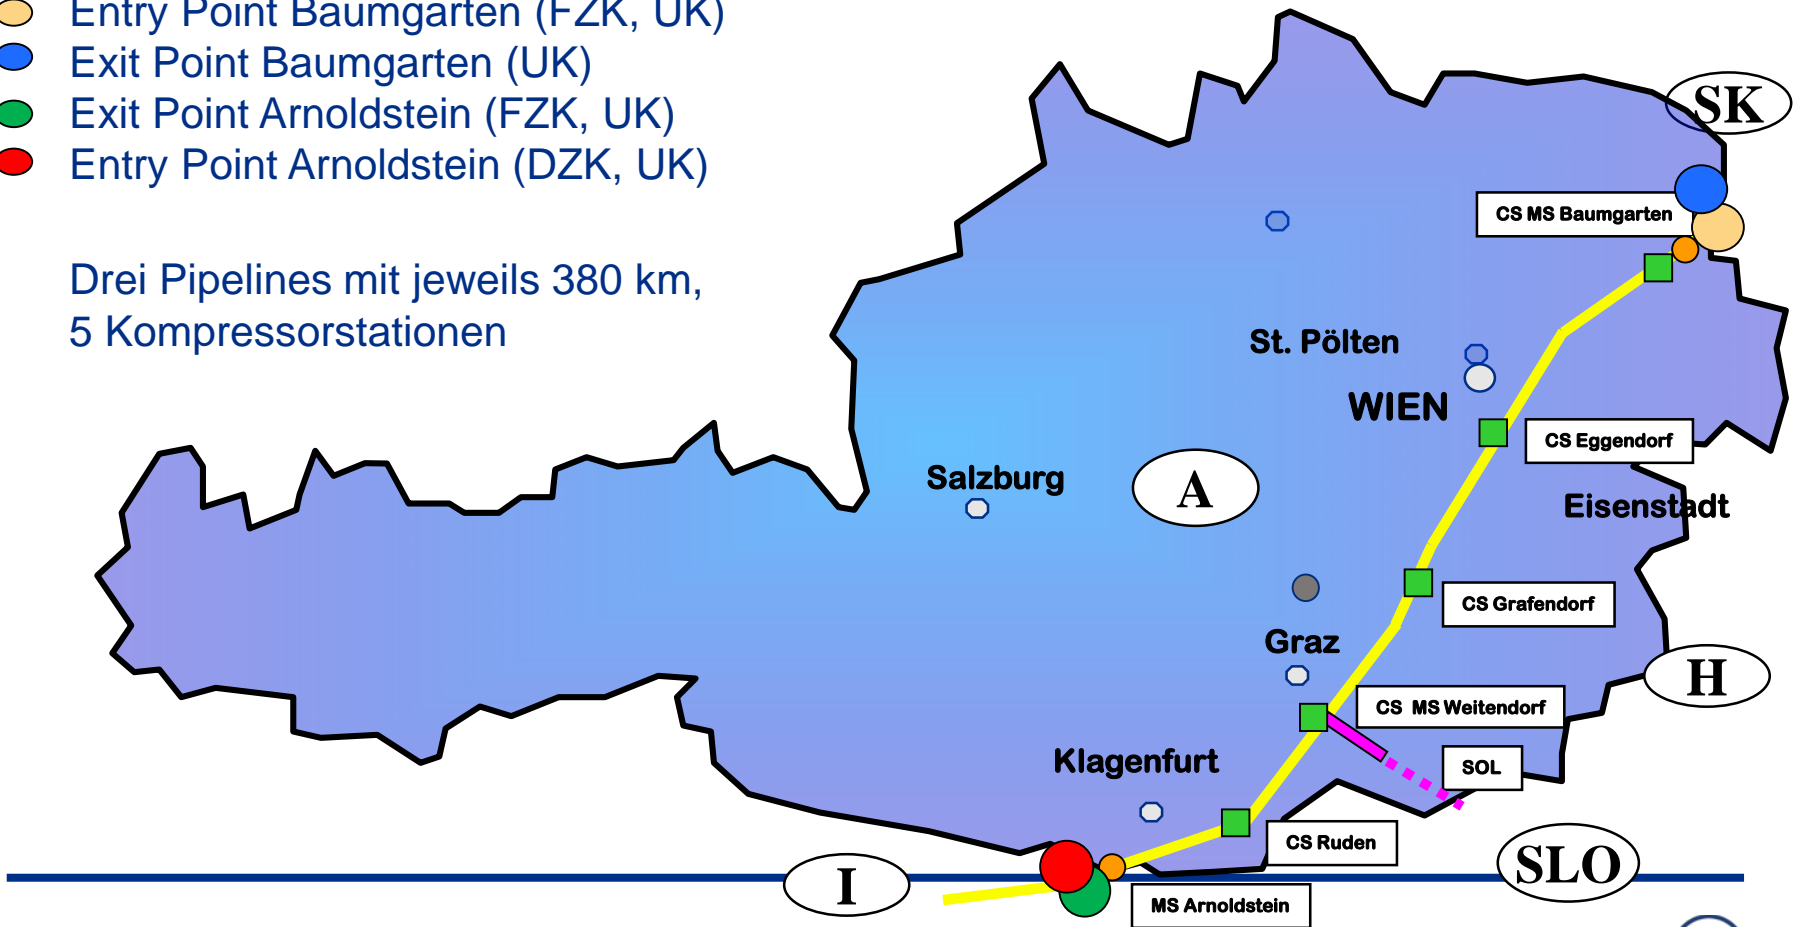 Entry Point Baumgarten (FZK, UK)
Exit Point Baumgarten (UK)
Exit Point Arnoldstein (FZK, UK)
Entry Point Arnoldstein (DZK, UK)
Drei Pipelines mit jeweils 380 km,
5 Kompressorstationen
SK
CS MS Baumgarten
St. Pölten
WIEN
CS Eggendorf
Salzburg
A
Eisenstadt
CS Grafendorf
Graz
H
CS MS Weitendorf
Klagenfurt
SOL
CS Ruden
SLO
I
MS Arnoldstein